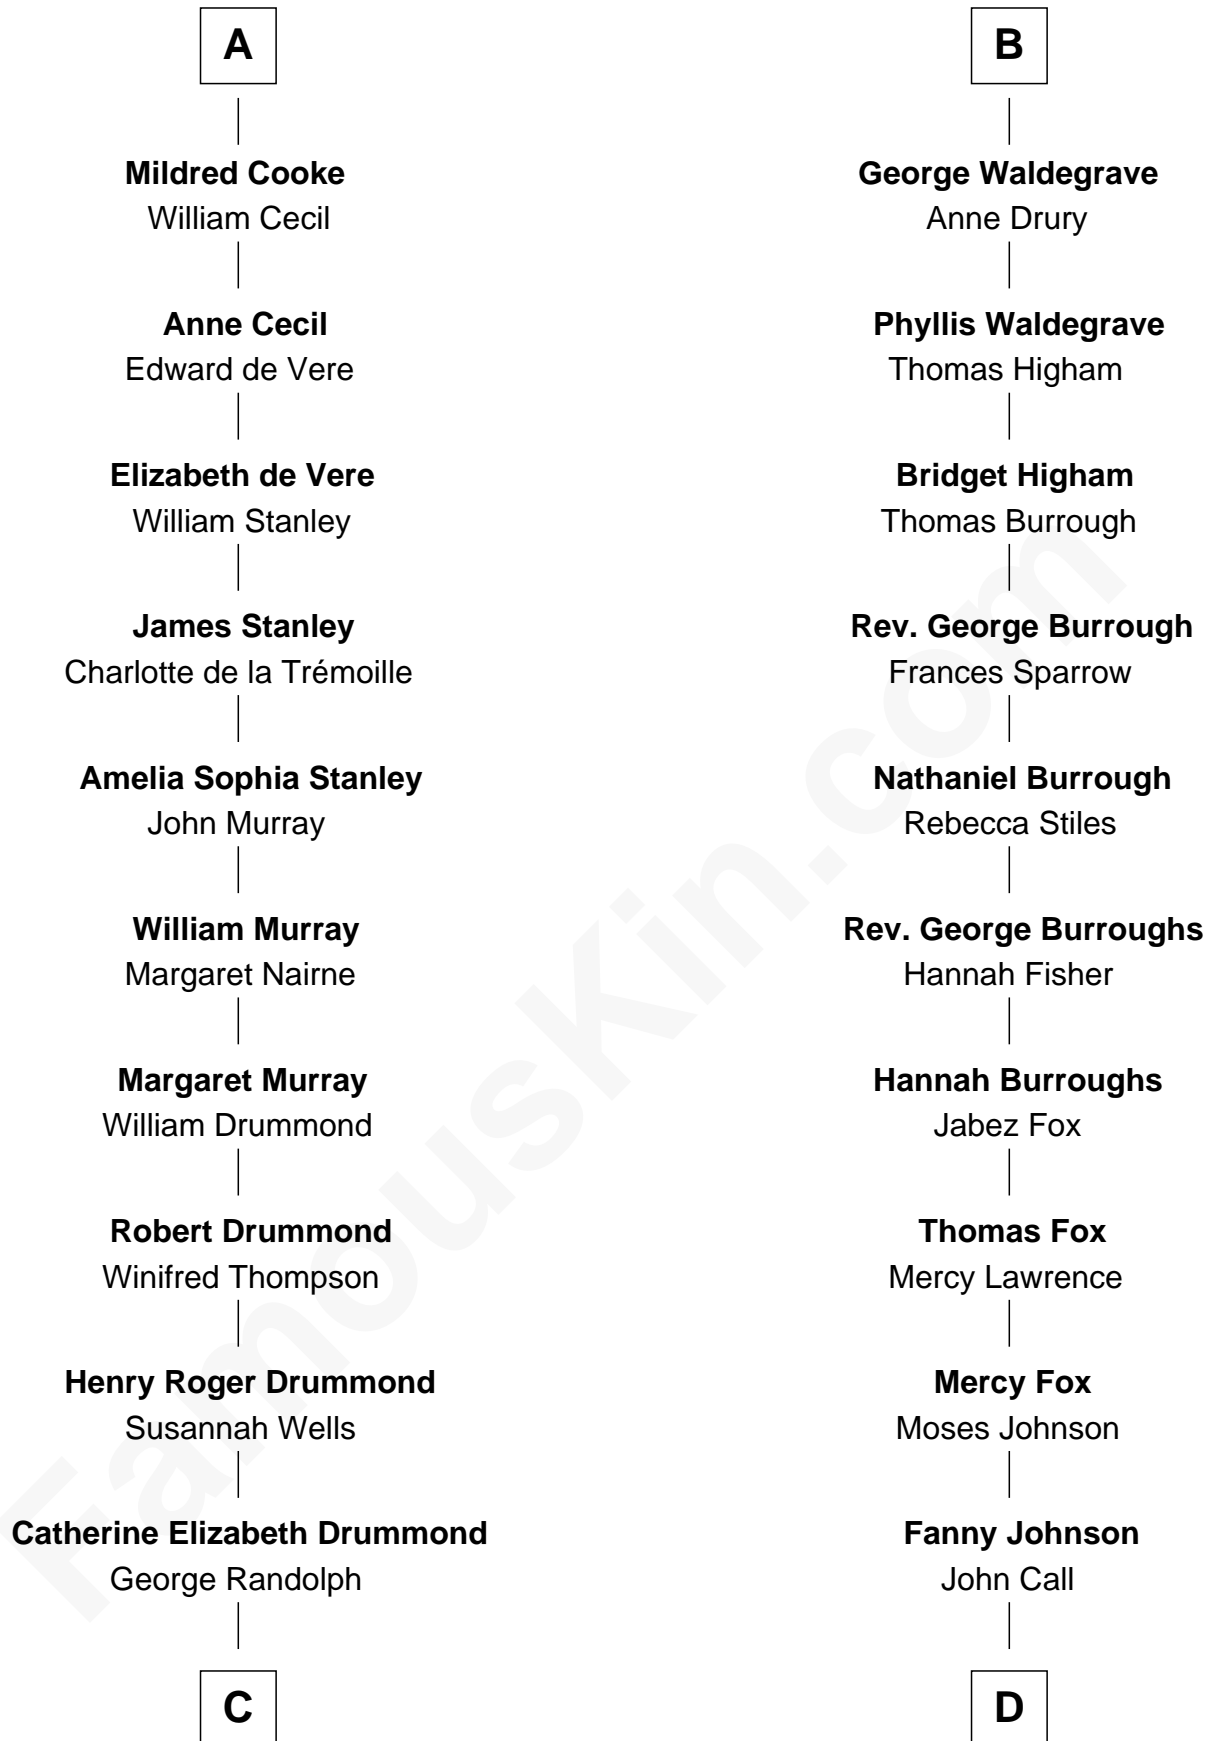 A
Mildred Cooke
William Cecil
Anne Cecil
Edward de Vere
Elizabeth de Vere
William Stanley
James Stanley
Charlotte de la Trémoille
Amelia Sophia Stanley
John Murray
William Murray
Margaret Nairne
Margaret Murray
William Drummond
Robert Drummond
Winifred Thompson
Henry Roger Drummond
Susannah Wells
Catherine Elizabeth Drummond
George Randolph
C
B
George Waldegrave
Anne Drury
Phyllis Waldegrave
Thomas Higham
Bridget Higham
Thomas Burrough
Rev. George Burrough
Frances Sparrow
Nathaniel Burrough
Rebecca Stiles
Rev. George Burroughs
Hannah Fisher
Hannah Burroughs
Jabez Fox
Thomas Fox
Mercy Lawrence
Mercy Fox
Moses Johnson
Fanny Johnson
John Call
D
FamousKin.com